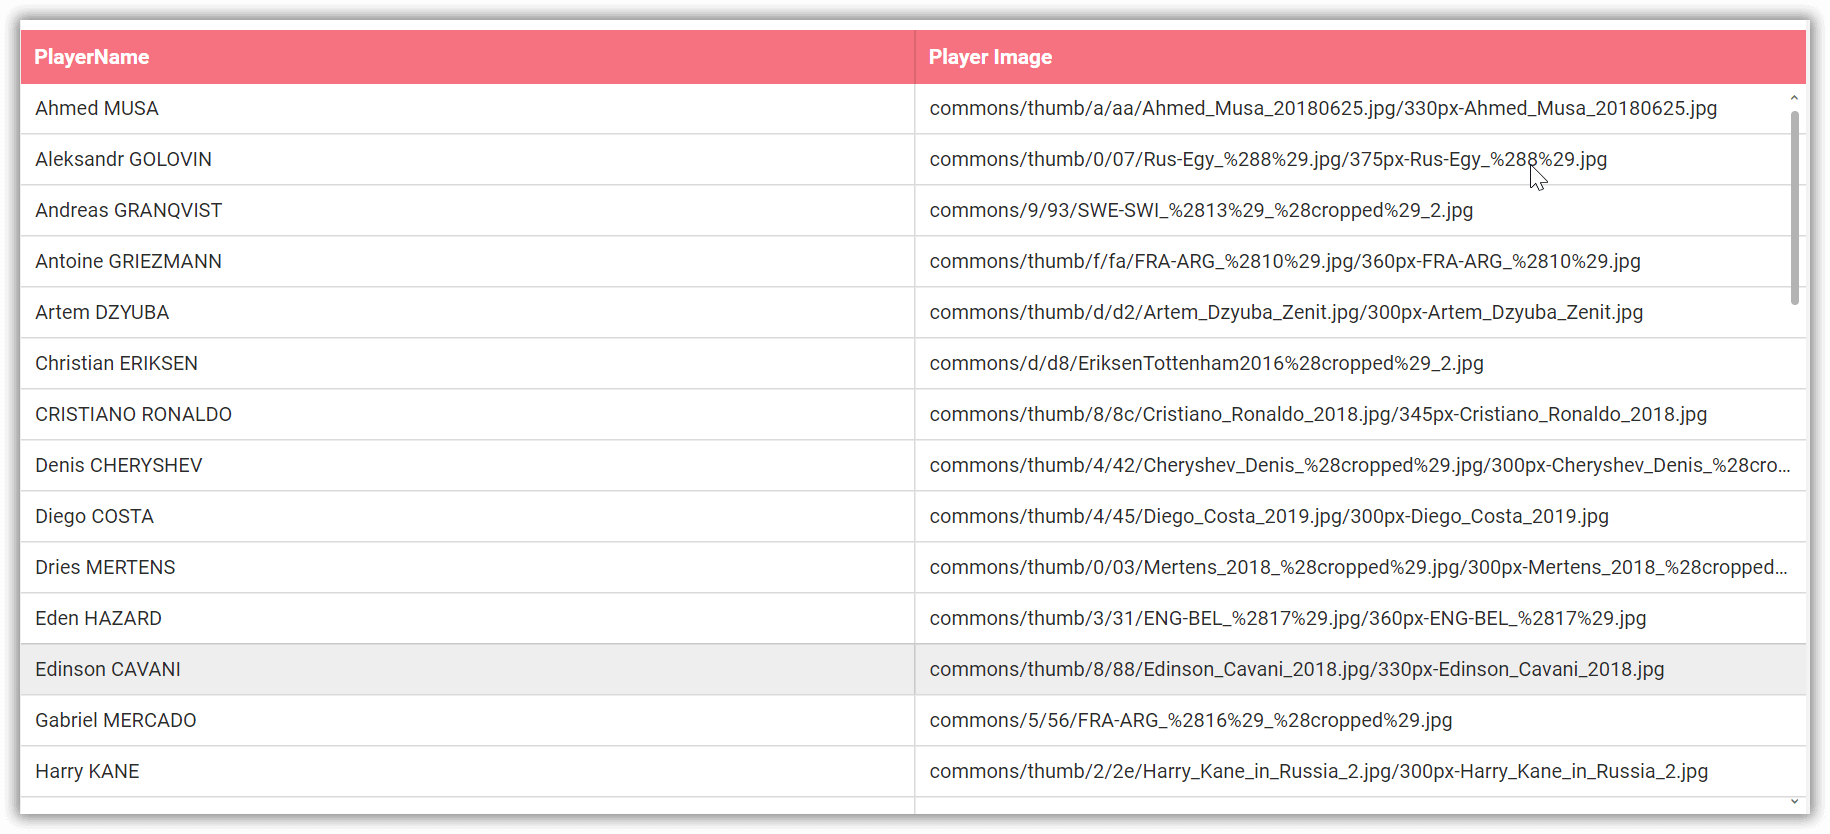 PlayerName Player Image
Ahmed MUSA commons/thumb/a/aa/Ahmed_Musa_20180625.jpg/330px-Ahmed_Musa_20180625.jpg
Aleksandr GOLOVIN commons/thumb/0/07/Rus-Egy_%288%29.jpg/375px-Rus-Egy_%288%29.jpg
Andreas GRANQVIST commons/9/93/SWE-SWI_%2813%29_%28cropped%29_2.jpg
Antoine GRIEZMANN commons/thumb/f/fa/FRA-ARG_%2810%29.jpg/360px-FRA-ARG_%2810%29.jpg
Artem DZYUBA commons/thumb/d/d2/Artem_Dzyuba_Zenit.jpg/300px-Artem_Dzyuba_Zenit.jpg
Christian ERIKSEN commons/d/d8/EriksenTottenham2016%28cropped%29_2.jpg
CRISTIANO RONALDO commons/thumb/8/8c/Cristiano_Ronaldo_2018.jpg/345px-Cristiano_Ronaldo_2018.jpg
Denis CHERYSHEV commons/thumb/4/42/Cheryshev_Denis_%28cropped%29.jpg/300px-Cheryshev_Denis_%28cro...
Diego COSTA commons/thumb/4/45/Diego_Costa_2019.jpg/300px-Diego_Costa_2019.jpg
Dries MERTENS commons/thumb/0/03/Mertens_2018_%28cropped%29.jpg/300px-Mertens_2018_%28cropped...
Eden HAZARD commons/thumb/3/31/ENG-BEL_%2817%29.jpg/360px-ENG-BEL_%2817%29.jpg
Edinson CAVANI commons/thumb/8/88/Edinson_Cavani_2018.jpg/330px-Edinson_Cavani_2018.jpg
Gabriel MERCADO commons/5/56/FRA-ARG_%2816%29_%28cropped%29.jpg
Harry KANE commons/thumb/2/2e/Harry_Kane_in_Russia_2.jpg/300px-Harry_Kane_in_Russia_2.jpg